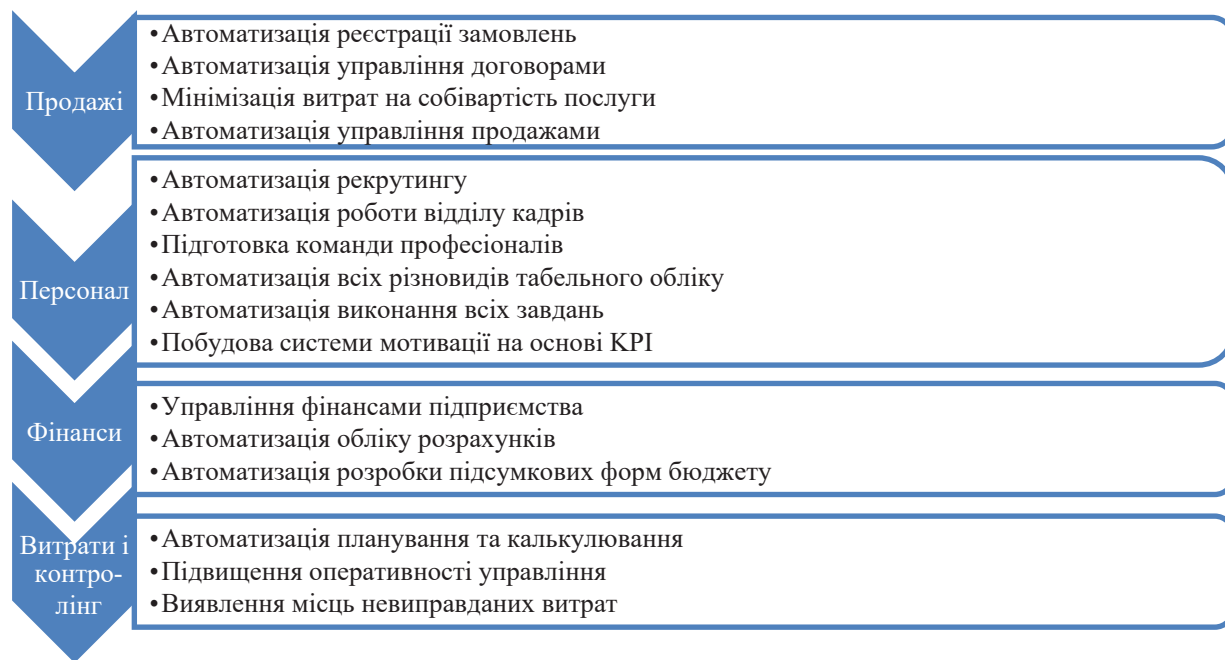 Продажі
•Автоматизація реєстрації замовлень
•Автоматизація управління договорами
•Мінімізація витрат на собівартість послуги
•Автоматизація управління продажами
Персонал
•Автоматизація рекрутингу
•Автоматизація роботи відділу кадрів
•Підготовка команди професіоналів
•Автоматизація всіх різновидів табельного обліку
•Автоматизація виконання всіх завдань
•Побудова системи мотивації на основі KPI
Фінанси
•Управління фінансами підприємства
•Автоматизація обліку розрахунків
•Автоматизація розробки підсумкових форм бюджету
Витрати і
контро-
лінг
•Автоматизація планування та калькулювання
•Підвищення оперативності управління
•Виявлення місць невиправданих витрат